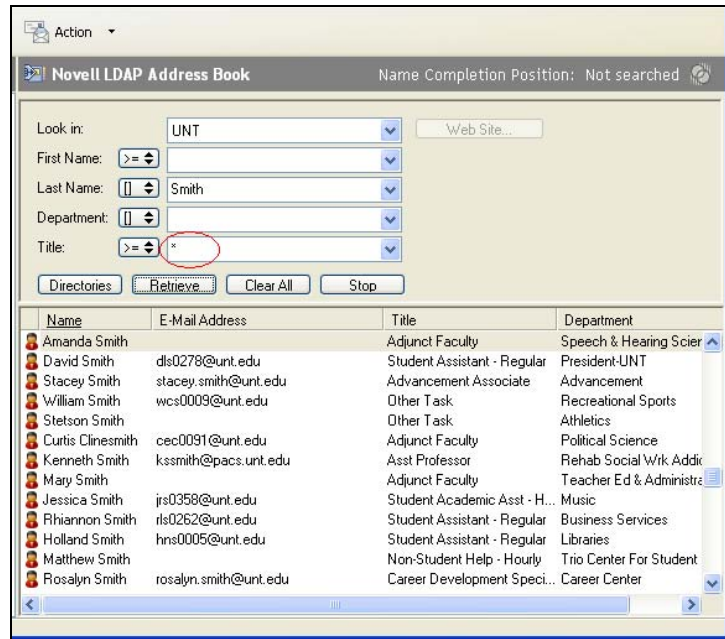 Action
Novell LDAP Address Book Name Completion Position: Not searched
Look in: UNT Web Site...
First Name: >=
Last Name: [] Smith
Department: []
Title: >= *
Directories Retrieve Clear All Stop
Name E-Mail Address Title Department
Amanda Smith Adjunct Faculty Speech & Hearing Scier
David Smith dls0278@unt.edu Student Assistant - Regular President-UNT
Stacey Smith stacey.smith@unt.edu Advancement Associate Advancement
William Smith wcs0009@unt.edu Other Task Recreational Sports
Stetson Smith Other Task Athletics
Curtis Clinesmith cec0091@unt.edu Adjunct Faculty Political Science
Kenneth Smith kssmith@pacs.unt.edu Asst Professor Rehab Social Wrk Addic
Mary Smith Adjunct Faculty Teacher Ed & Administra
Jessica Smith jrs0358@unt.edu Student Academic Asst - H... Music
Rhiannon Smith rls0262@unt.edu Student Assistant - Regular Business Services
Holland Smith hns0005@unt.edu Student Assistant - Regular Libraries
Matthew Smith Non-Student Help - Hourly Trio Center For Student
Rosalyn Smith rosalyn.smith@unt.edu Career Development Speci... Career Center